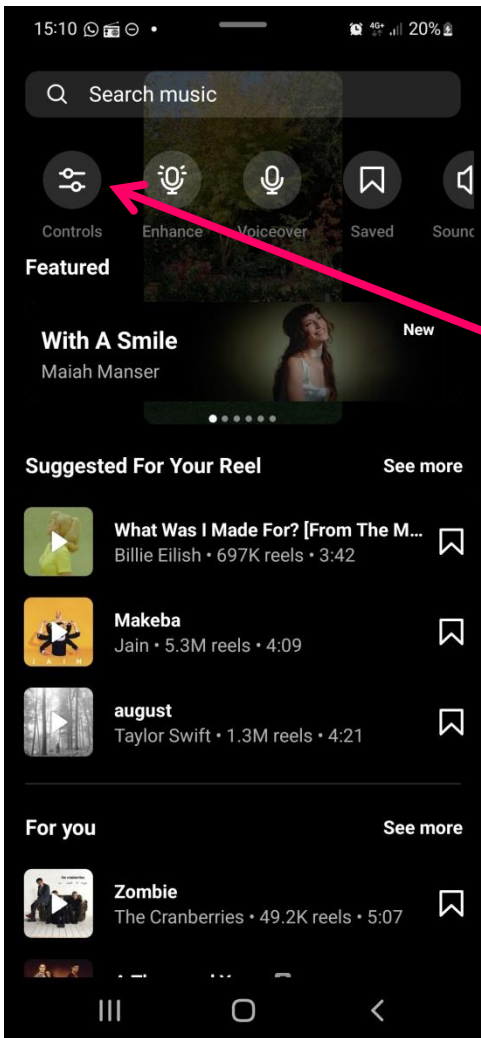 15:10
4G+
20%
Search music
Controls
Enhance
Voiceover
Saved
Sound
Featured
With A Smile
New
Maiah Manser
Suggested For Your Reel
See more
What Was I Made For? [From The M...
Billie Eilish • 697K reels • 3:42
Makeba
Jain • 5.3M reels • 4:09
JAIN
august
Taylor Swift • 1.3M reels • 4:21
For you
See more
Zombie
The Cranberries • 49.2K reels • 5:07